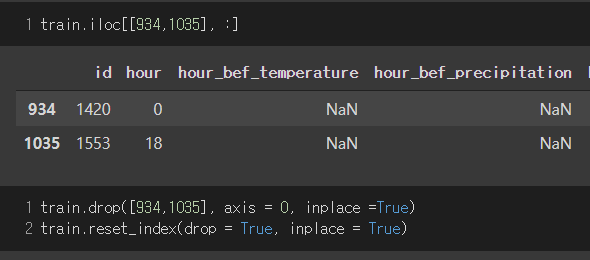 1 train.iloc[[934,1035], :]
id hour hour_bef_temperature hour_bef_precipitation
934 1420 0 NaN NaN
1035 1553 18 NaN NaN
1 train.drop([934,1035], axis = 0, inplace =True)
2 train.reset_index(drop = True, inplace = True)